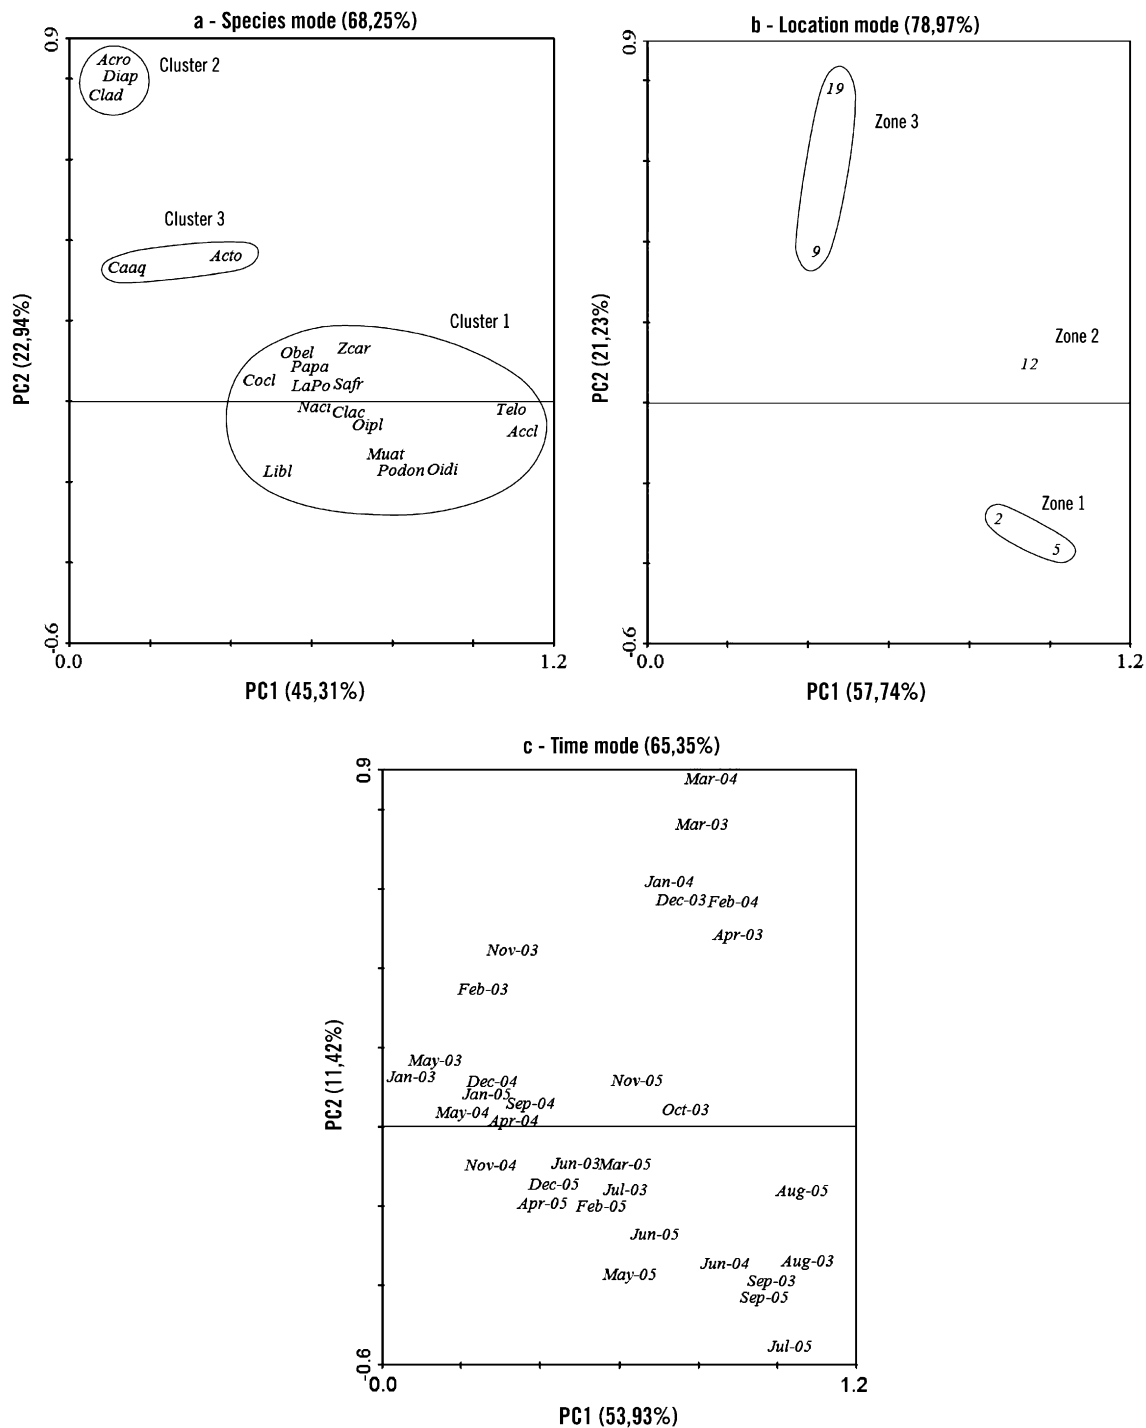 a - Species mode (68,25%)
0.9
Acro
Diap
Clad
Cluster 2
Cluster 3
Caaq
Acto
Cluster 1
Obel
Zcar
Papa
Cocl
LaPo
Safr
Naci
Clac
Oipl
Telo
Accl
Muat
Libl
Podon
Oidi
PC2 (22,94%)
-0.6
0.0
1.2
PC1 (45,31%)
b - Location mode (78,97%)
0.9
19
Zone 3
9
Zone 2
12
Zone 1
2
5
PC2 (21,23%)
-0.6
0.0
1.2
PC1 (57,74%)
c - Time mode (65,35%)
0.9
Mar-04
Mar-03
Jan-04
Dec-03 Feb-04
Apr-03
Nov-03
Feb-03
May-03
Jan-03
Dec-04
Nov-05
Jan-05
Sep-04
Oct-03
May-04
Apr-04
Nov-04
Jun-03 Mar-05
Dec-05
Jul-03
Aug-05
Apr-05
Feb-05
Jun-05
Jun-04
Aug-03
May-05
Sep-03
Sep-05
Jul-05
PC2 (11,42%)
-0.6
0.0
1.2
PC1 (53,93%)